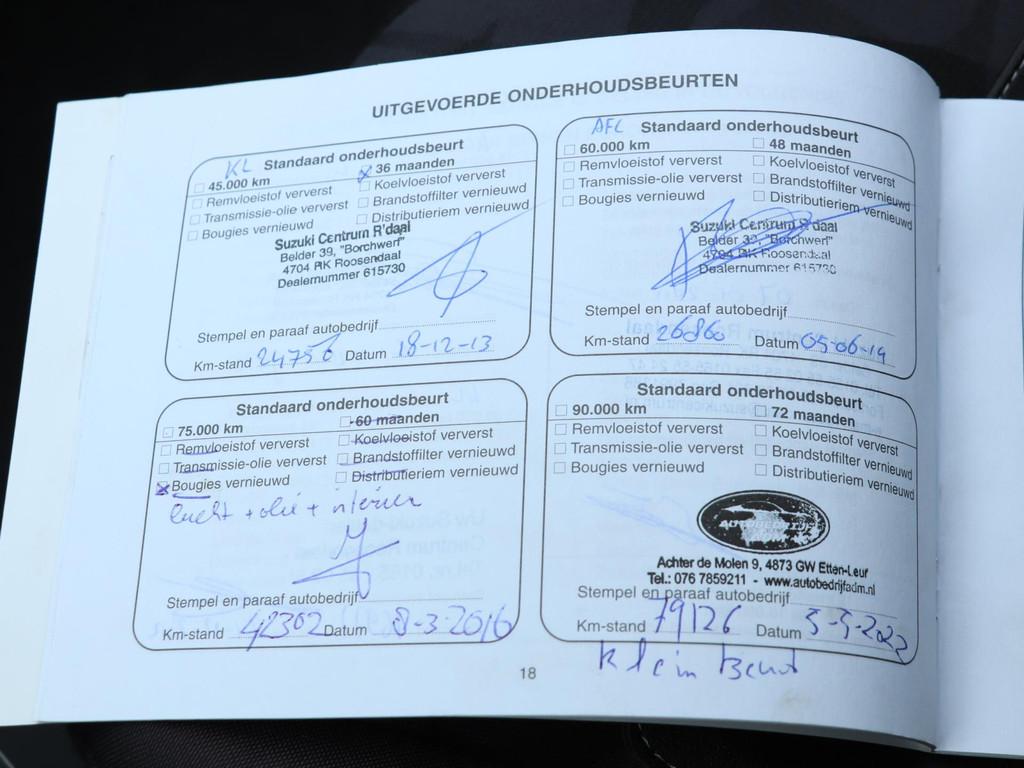 UITGEVOERDE ONDERHOUDSBEURTEN
KL Standaard onderhoudsbeurt
45.000 km 36 maanden
Remvloeistof ververst Koelvloeistof ververst
Transmissie-olie ververst Brandstoffilter vernieuwd
Bougies vernieuwd Distributieriem vernieuwd
Suzuki Centrum R'daal
Belder 39, "Borchwerf"
4704 RK Roosendaal
Dealernummer 615730
Stempel en paraaf autobedrijf
Km-stand 24756 Datum 18-12-13
AFL Standaard onderhoudsbeurt
60.000 km 48 maanden
Remvloeistof ververst Koelvloeistof ververst
Transmissie-olie ververst Brandstoffilter vernieuwd
Bougies vernieuwd Distributieriem vernieuwd
Suzuki Centrum R'daal
Belder 39, "Borchwerf"
4704 RK Roosendaal
Dealernummer 615730
Stempel en paraaf autobedrijf
Km-stand 26860 Datum 05-06-14
Standaard onderhoudsbeurt
75.000 km 60 maanden
Remvloeistof ververst Koelvloeistof ververst
Transmissie-olie ververst Brandstoffilter vernieuwd
Bougies vernieuwd Distributieriem vernieuwd
lucht + olie + interieur
Stempel en paraaf autobedrijf
Km-stand 42302 Datum 8-3-2016
Standaard onderhoudsbeurt
90.000 km 72 maanden
Remvloeistof ververst Koelvloeistof ververst
Transmissie-olie ververst Brandstoffilter vernieuwd
Bougies vernieuwd Distributieriem vernieuwd
AUTOBEDRIJF
ADM
Achter de Molen 9, 4873 GW Etten-Leur
Tel.: 076 7859211 - www.autobedrijfadm.nl
Stempel en paraaf autobedrijf
Km-stand 79126 Datum 5-5-2022
klein Beurt
18